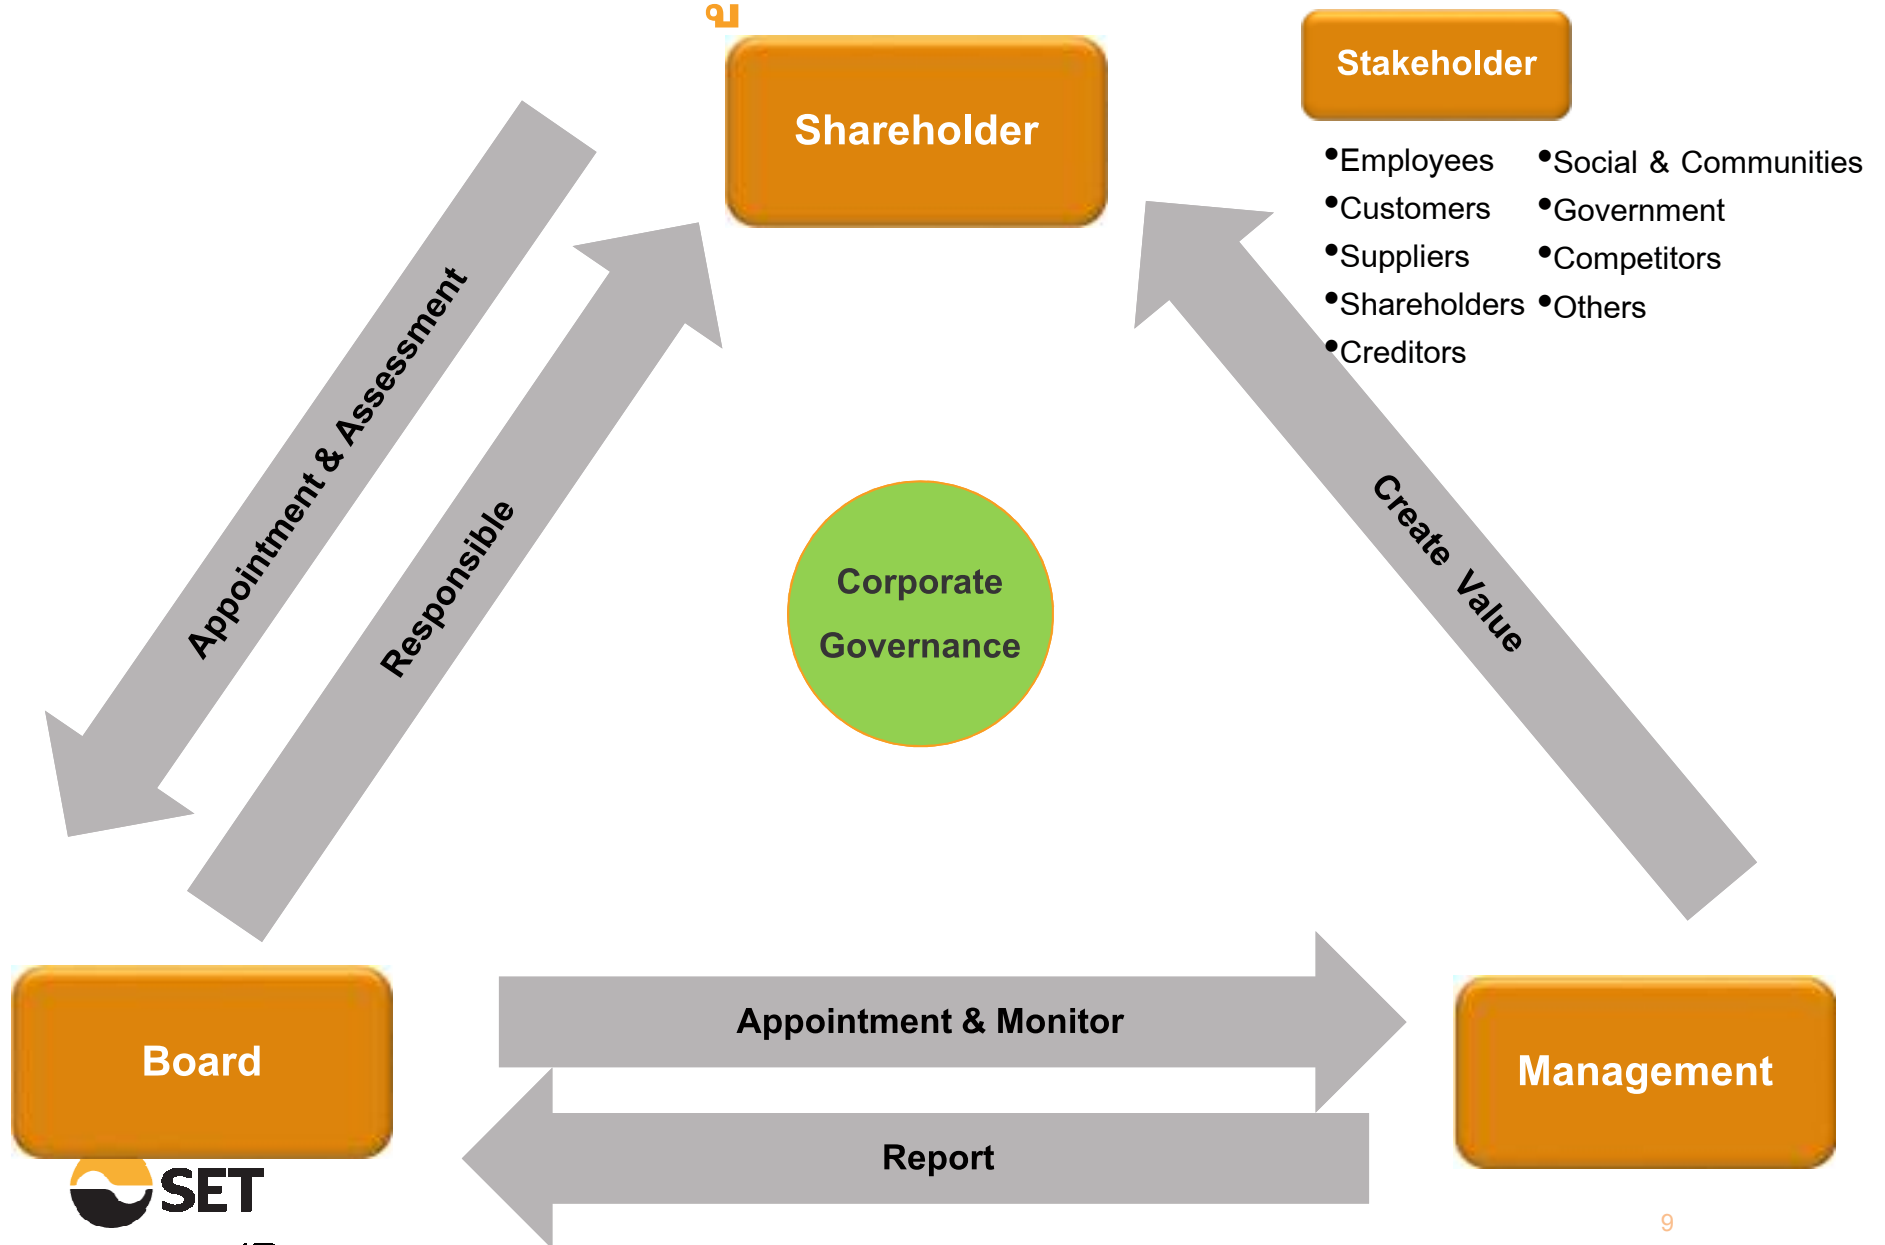 Shareholder
Stakeholder
•Employees
•Customers
•Suppliers
•Shareholders
•Creditors
•Social & Communities
•Government
•Competitors
•Others
Appointment & Assessment
Responsible
Create Value
Corporate
Governance
Board
Appointment & Monitor
Management
Report
SET
9